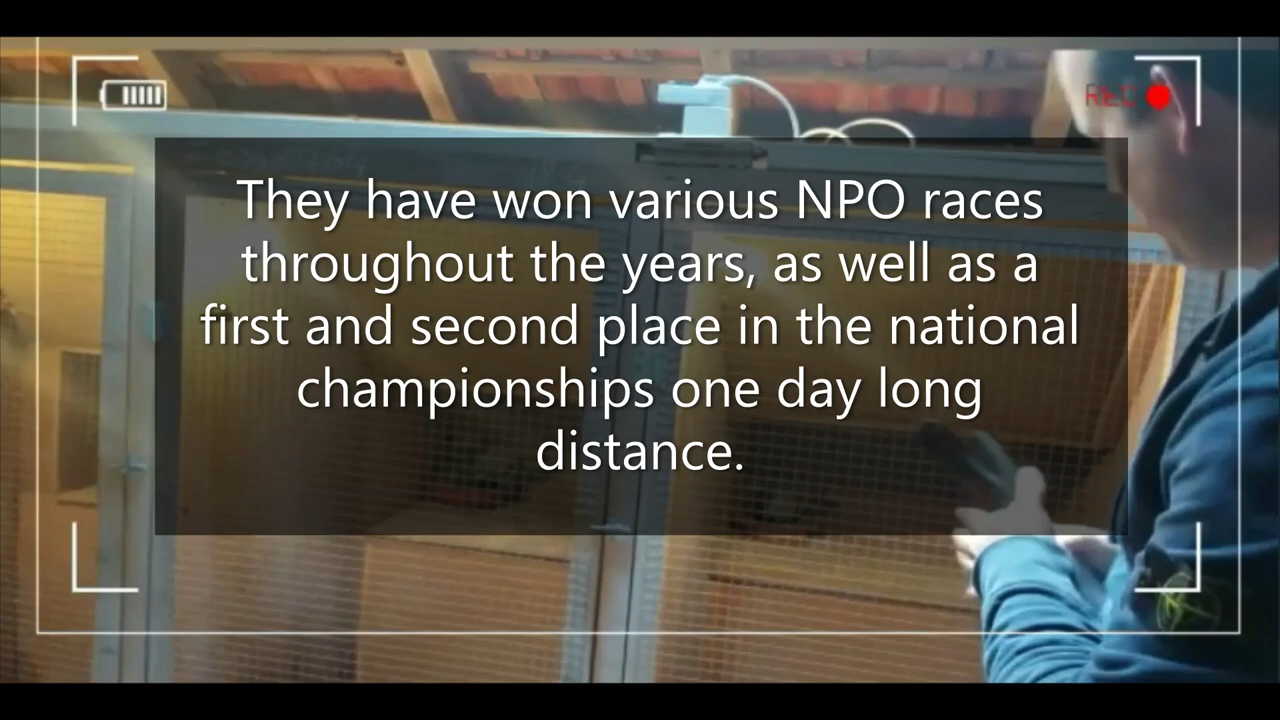 REC
They have won various NPO races
throughout the years, as well as a
first and second place in the national
championships one day long
distance.